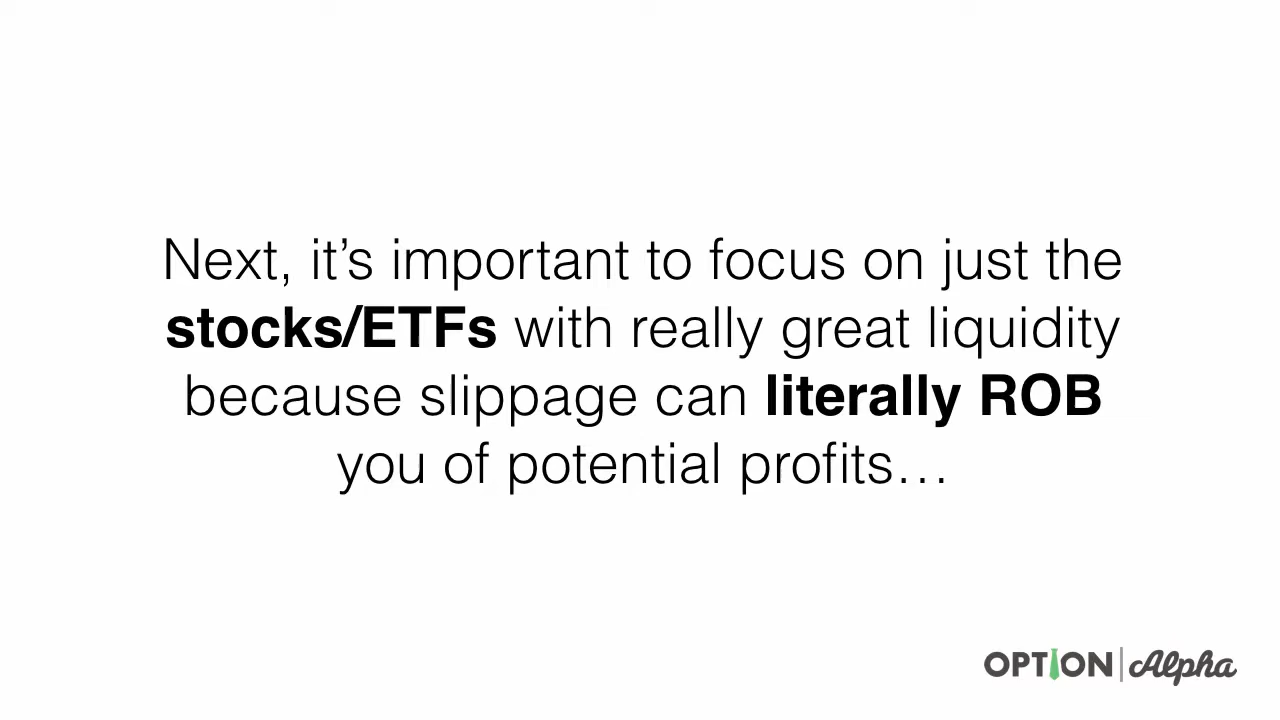 Next, it’s important to focus on just the
stocks/ETFs with really great liquidity
because slippage can literally ROB
you of potential profits…
OPTION | Alpha